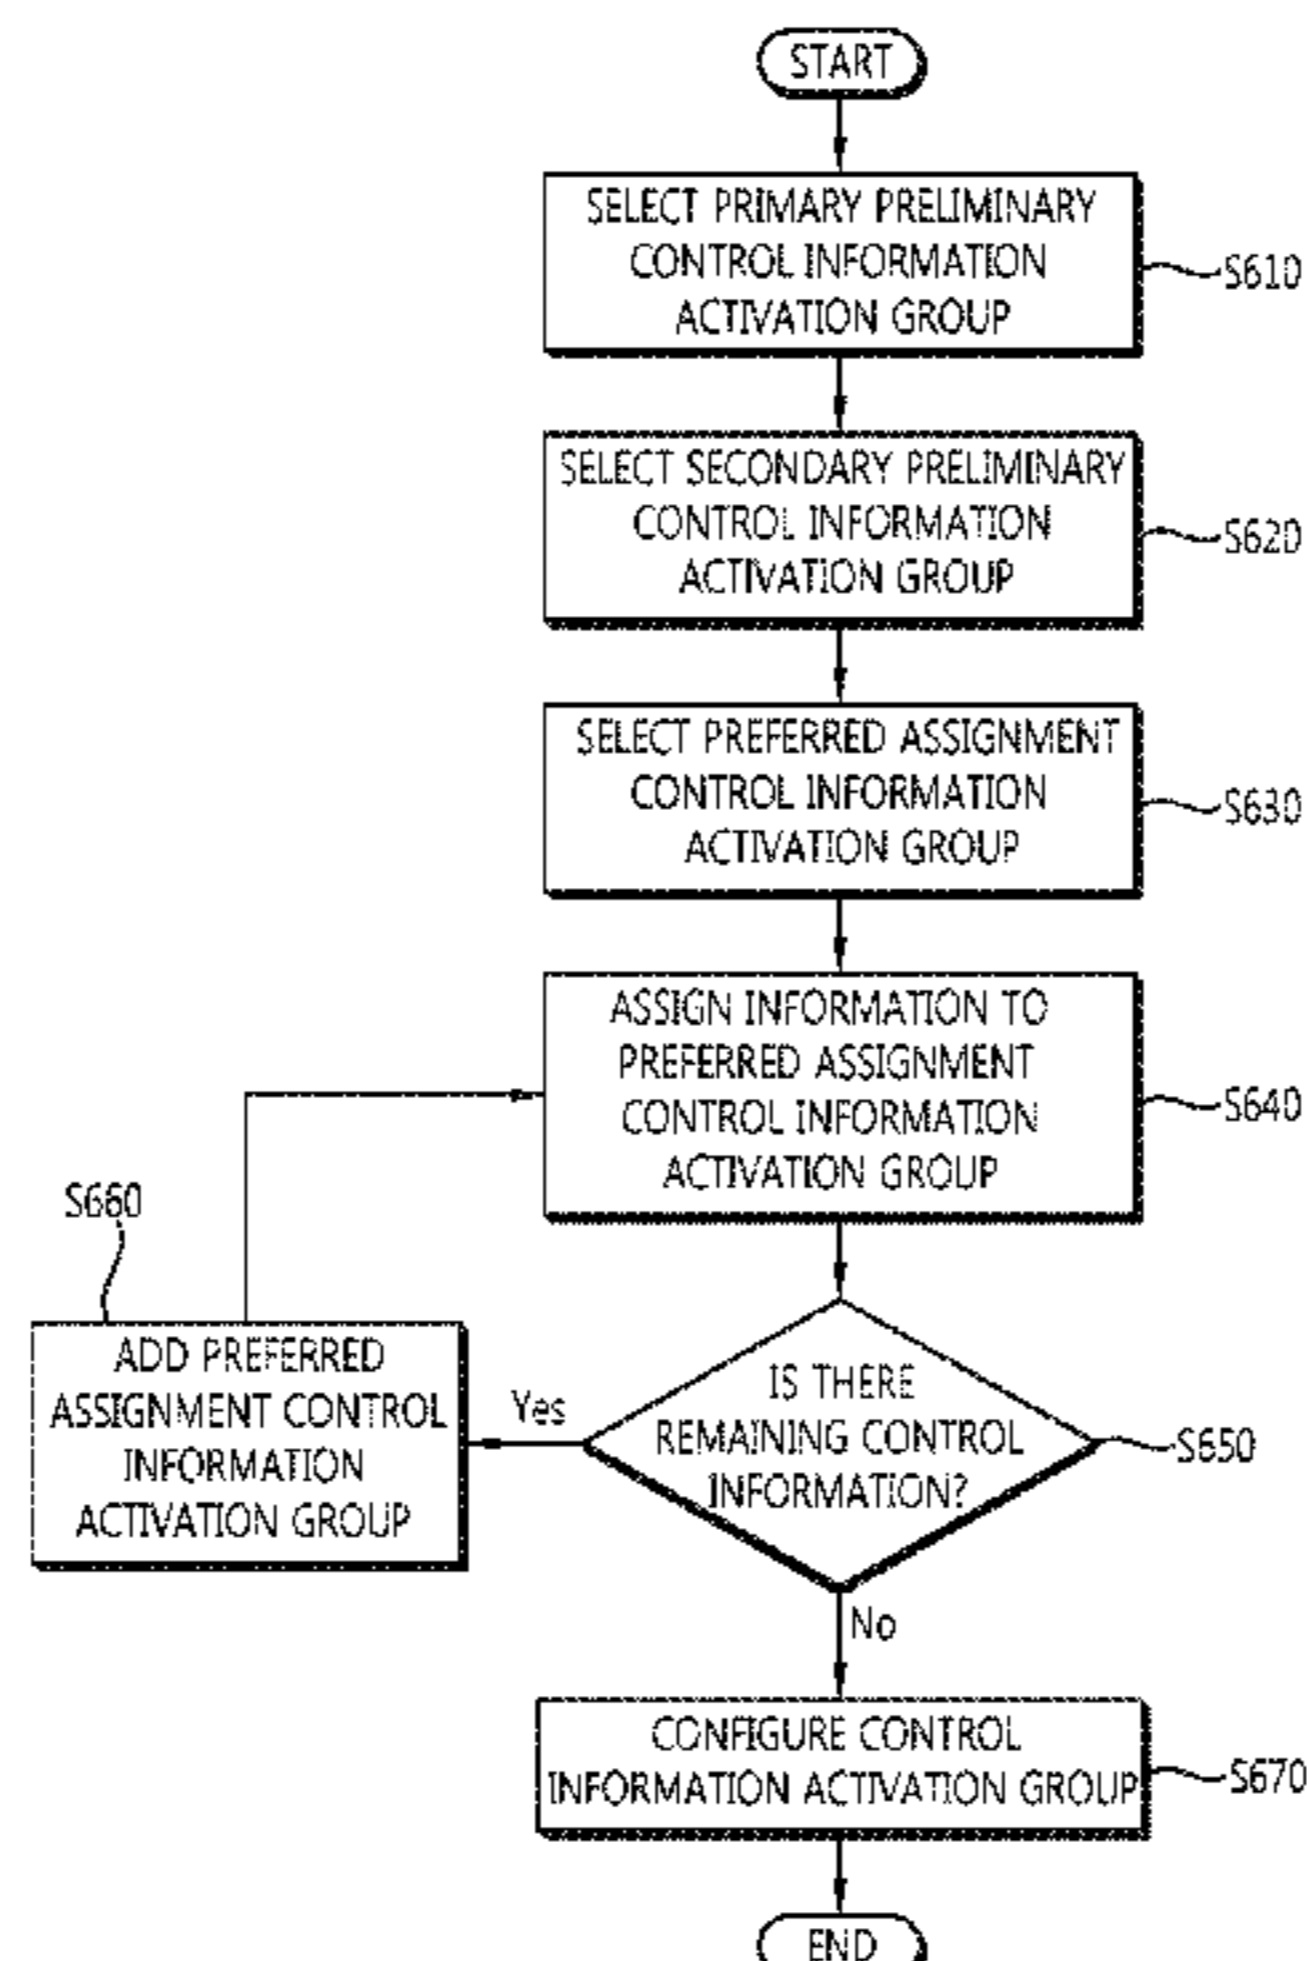 START
SELECT PRIMARY PRELIMINARY
CONTROL INFORMATION
ACTIVATION GROUP
S610
SELECT SECONDARY PRELIMINARY
CONTROL INFORMATION
ACTIVATION GROUP
S620
SELECT PREFERRED ASSIGNMENT
CONTROL INFORMATION
ACTIVATION GROUP
S630
ASSIGN INFORMATION TO
PREFERRED ASSIGNMENT
CONTROL INFORMATION
ACTIVATION GROUP
S640
S660
ADD PREFERRED
ASSIGNMENT CONTROL
INFORMATION
ACTIVATION GROUP
Yes
IS THERE
REMAINING CONTROL
INFORMATION?
S650
No
CONFIGURE CONTROL
INFORMATION ACTIVATION GROUP
S670
END